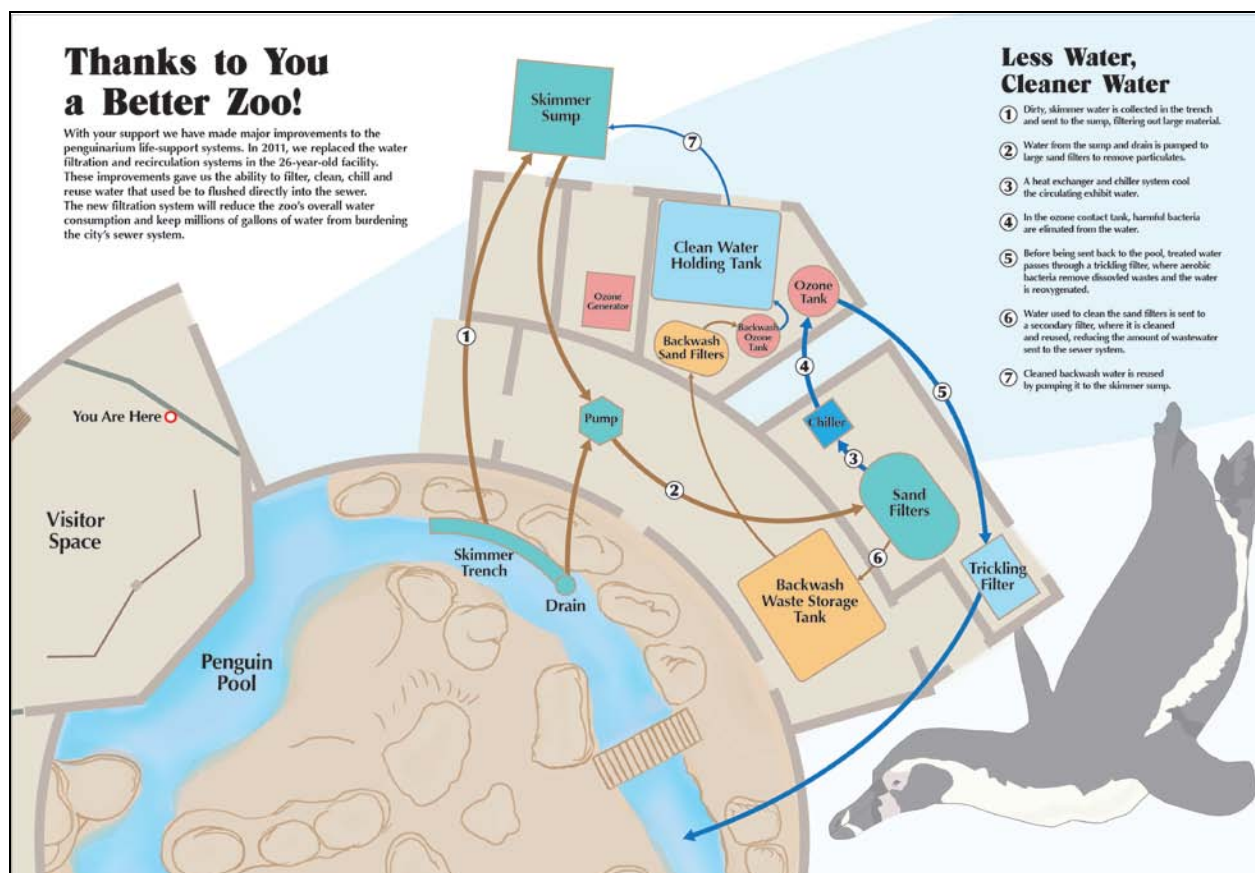 Thanks to You
a Better Zoo!
With your support we have made major improvements to the
penguinarium life-support systems. In 2011, we replaced the water
filtration and recirculation systems in the 26-year-old facility.
These improvements gave us the ability to filter, clean, chill and
reuse water that used be to flushed directly into the sewer.
The new filtration system will reduce the zoo's overall water
consumption and keep millions of gallons of water from burdening
the city's sewer system.
Less Water,
Cleaner Water
1 Dirty, skimmer water is collected in the trench
and sent to the sump, filtering out large material.
2 Water from the sump and drain is pumped to
large sand filters to remove particulates.
3 A heat exchanger and chiller system cool
the circulating exhibit water.
4 In the ozone contact tank, harmful bacteria
are elimated from the water.
5 Before being sent back to the pool, treated water
passes through a trickling filter, where aerobic
bacteria remove dissovled wastes and the water
is reoxygenated.
6 Water used to clean the sand filters is sent to
a secondary filter, where it is cleaned
and reused, reducing the amount of wastewater
sent to the sewer system.
7 Cleaned backwash water is reused
by pumping it to the skimmer sump.
Skimmer
Sump
7
Clean Water
Holding Tank
Ozone
Tank
Ozone
Generator
Backwash
Ozone
Tank
Backwash
Sand Filters
1
4
5
You Are Here
Pump
Chiller
3
2
Sand
Filters
Visitor
Space
Skimmer
Trench
6
Trickling
Filter
Drain
Backwash
Waste Storage
Tank
Penguin
Pool